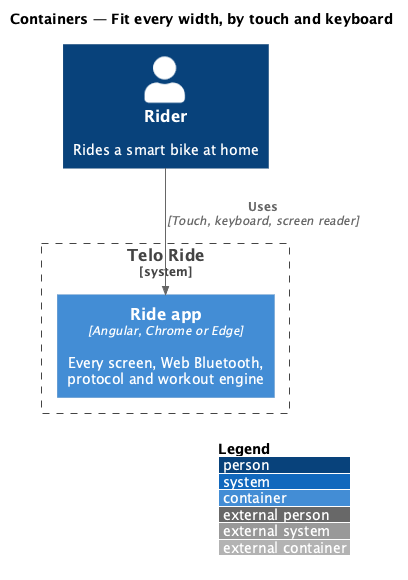 Containers — Fit every width, by touch and keyboard
Rider
Rides a smart bike at home
Uses
[Touch, keyboard, screen reader]
Telo Ride
[system]
Ride app
[Angular, Chrome or Edge]
Every screen, Web Bluetooth,
protocol and workout engine
Legend
person
system
container
external person
external system
external container